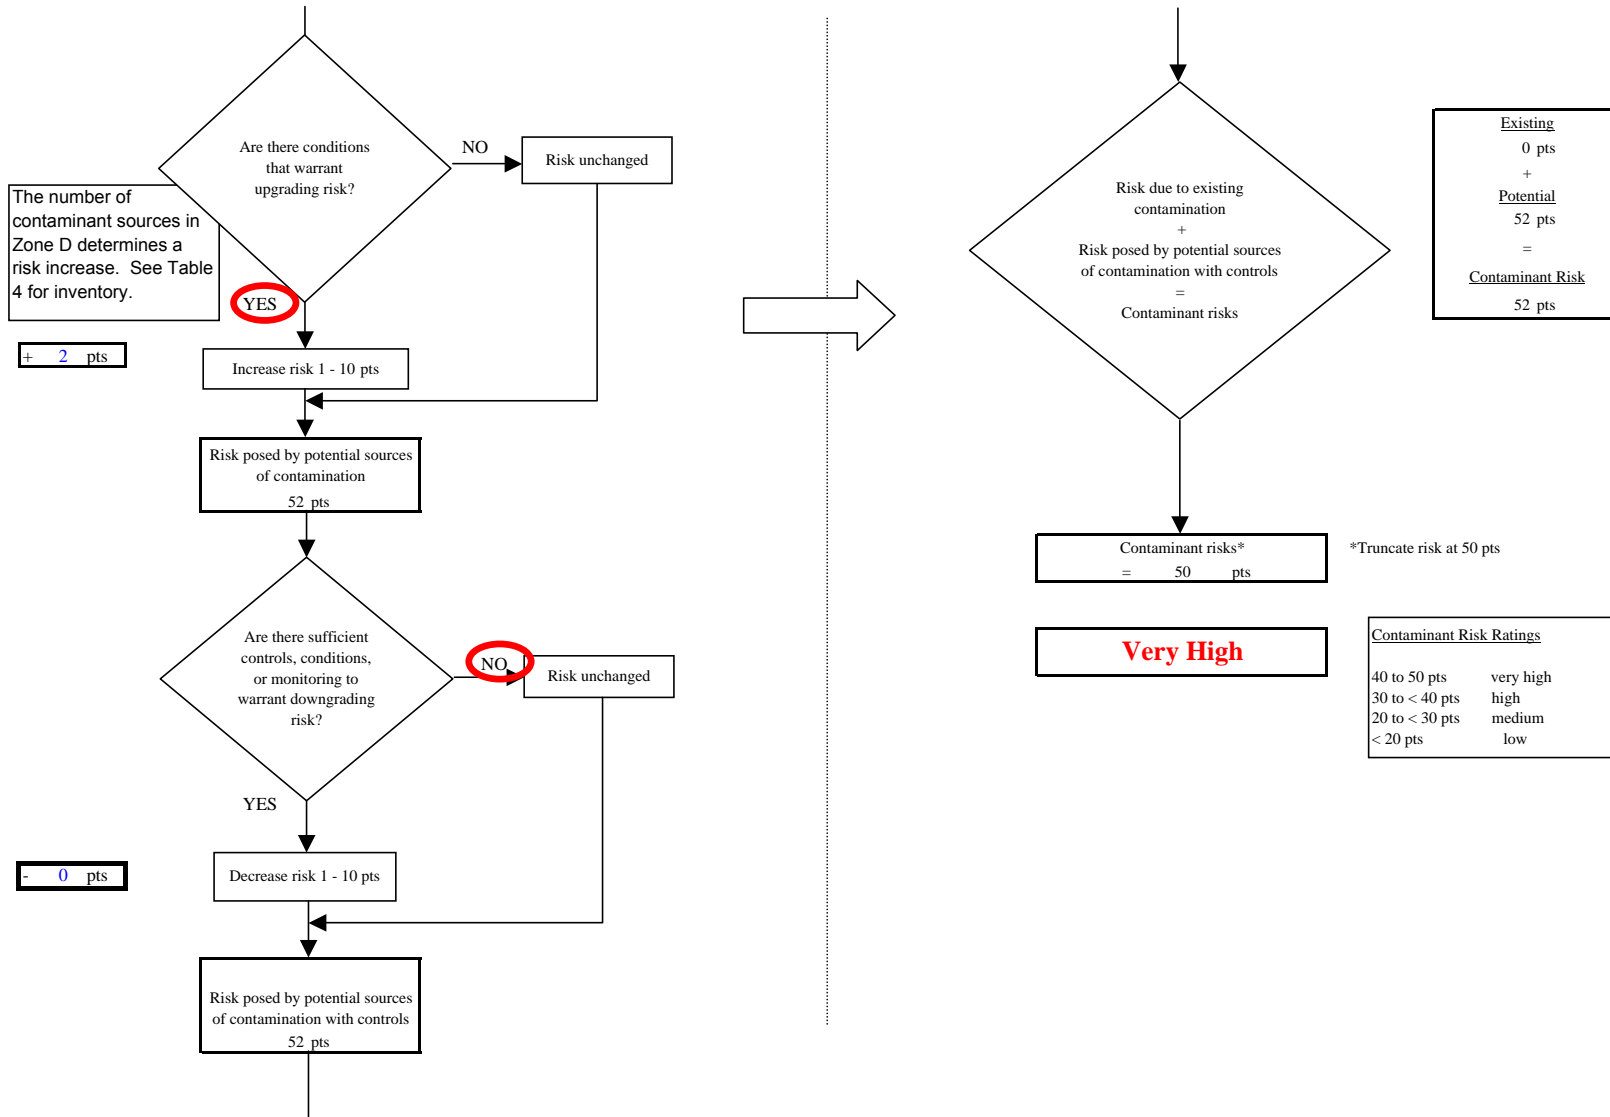 Are there conditions
that warrant
upgrading risk?
NO
Risk unchanged
The number of
contaminant sources in
Zone D determines a
risk increase.  See Table
4 for inventory.
YES
+ 2 pts
Increase risk 1 - 10 pts
Risk posed by potential sources
of contamination
52 pts
Are there sufficient
controls, conditions,
or monitoring to
warrant downgrading
risk?
NO
Risk unchanged
YES
- 0 pts
Decrease risk 1 - 10 pts
Risk posed by potential sources
of contamination with controls
52 pts
Risk due to existing
contamination
+
Risk posed by potential sources
of contamination with controls
=
Contaminant risks
Existing
0 pts
+
Potential
52 pts
=
Contaminant Risk
52 pts
Contaminant risks*
= 50 pts
*Truncate risk at 50 pts
Very High
Contaminant Risk Ratings
40 to 50 pts very high
30 to < 40 pts high
20 to < 30 pts medium
< 20 pts low